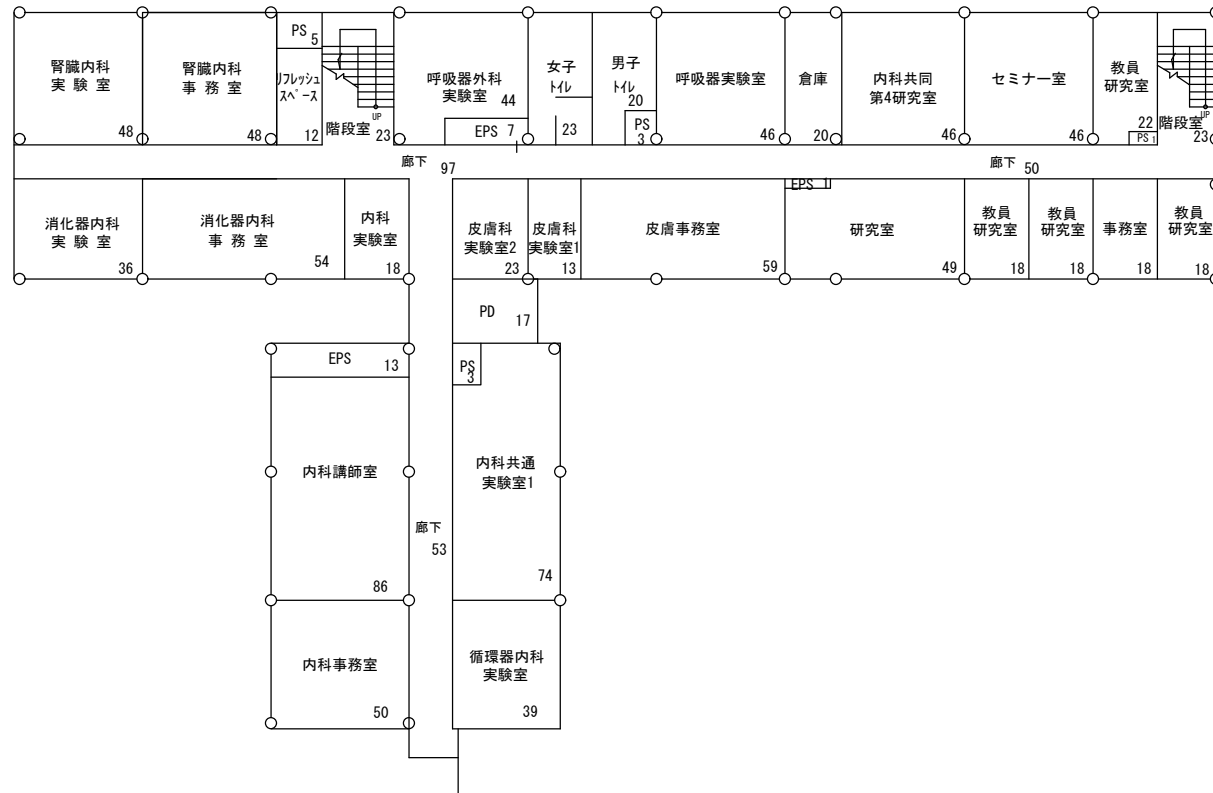 PS
5
腎臓内科
実 験 室
48
腎臓内科
事 務 室
48
リフレッシュ
スペース
12
UP
階段室
23
呼吸器外科
実験室
44
EPS
7
女子
トイレ
23
男子
トイレ
20
PS
3
呼吸器実験室
46
倉庫
20
内科共同
第4研究室
46
セミナー室
46
教員
研究室
22
PS 1
UP
階段室
23
廊下
97
廊下
50
消化器内科
実 験 室
36
消化器内科
事 務 室
54
内科
実験室
18
皮膚科
実験室2
23
皮膚科
実験室1
13
皮膚事務室
59
EPS 1
研究室
49
教員
研究室
18
教員
研究室
18
事務室
18
教員
研究室
18
PD
17
EPS
13
PS
3
内科講師室
86
内科共通
実験室1
74
廊下
53
内科事務室
50
循環器内科
実験室
39